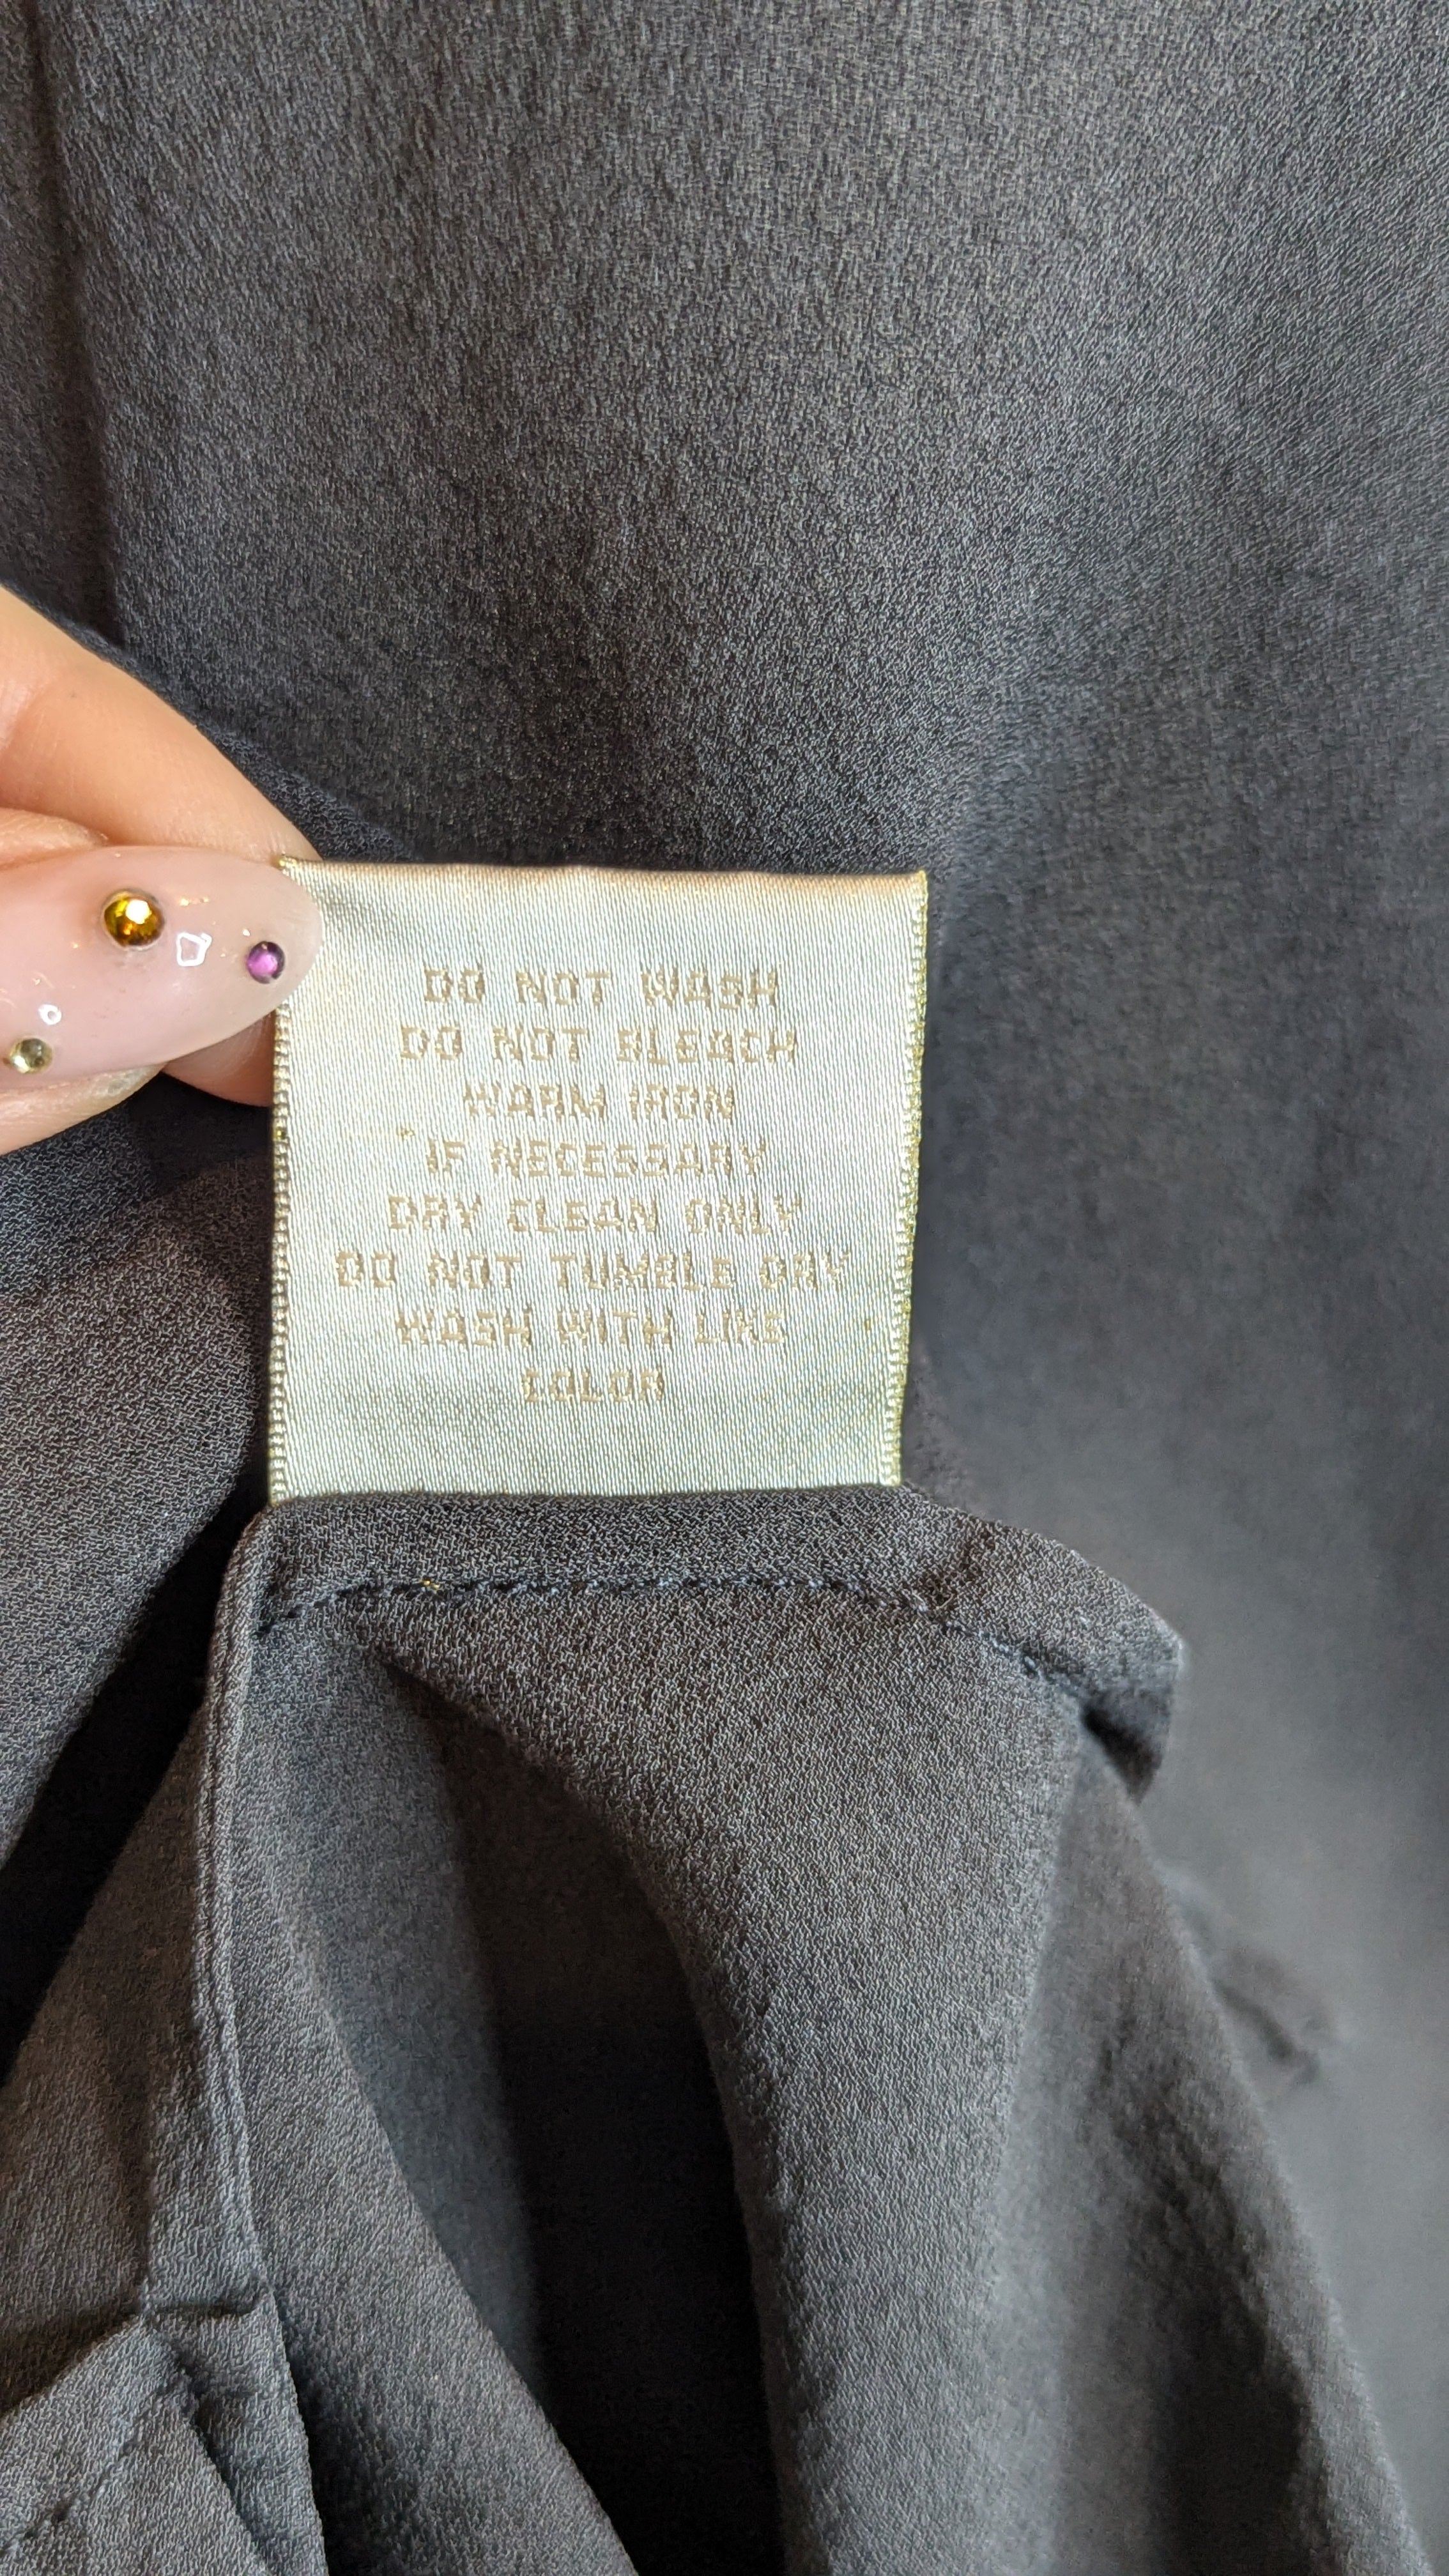 DO NOT WASH
DO NOT BLEACH
WARM IRON
IF NECESSARY
DRY CLEAN ONLY
DO NOT TUMBLE DRY
WASH WITH LIKE
COLOR